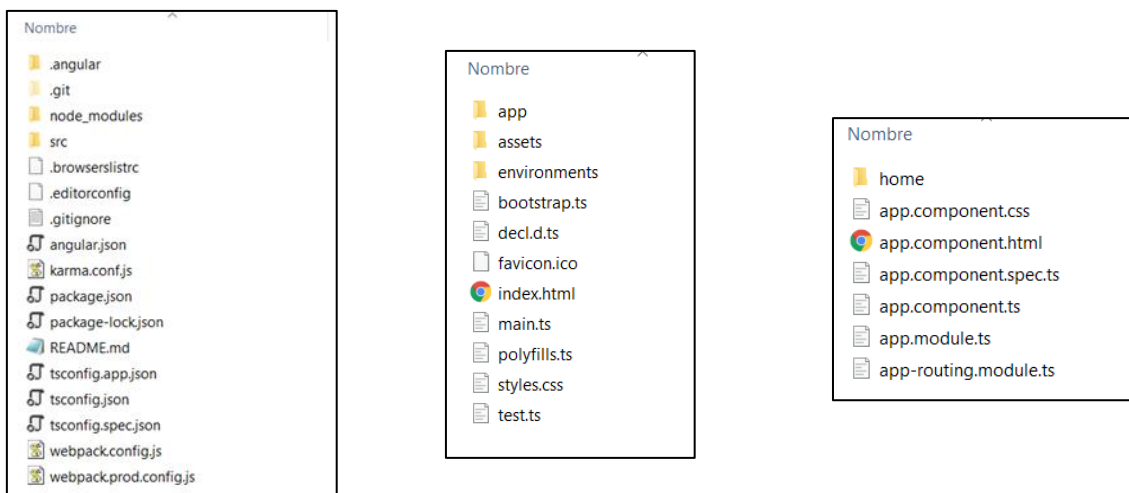 Nombre
.angular
.git
node_modules
src
.browserslistrc
.editorconfig
.gitignore
angular.json
karma.conf.js
package.json
package-lock.json
README.md
tsconfig.app.json
tsconfig.json
tsconfig.spec.json
webpack.config.js
webpack.prod.config.js
Nombre
app
assets
environments
bootstrap.ts
decl.d.ts
favicon.ico
index.html
main.ts
polyfills.ts
styles.css
test.ts
Nombre
home
app.component.css
app.component.html
app.component.spec.ts
app.component.ts
app.module.ts
app-routing.module.ts